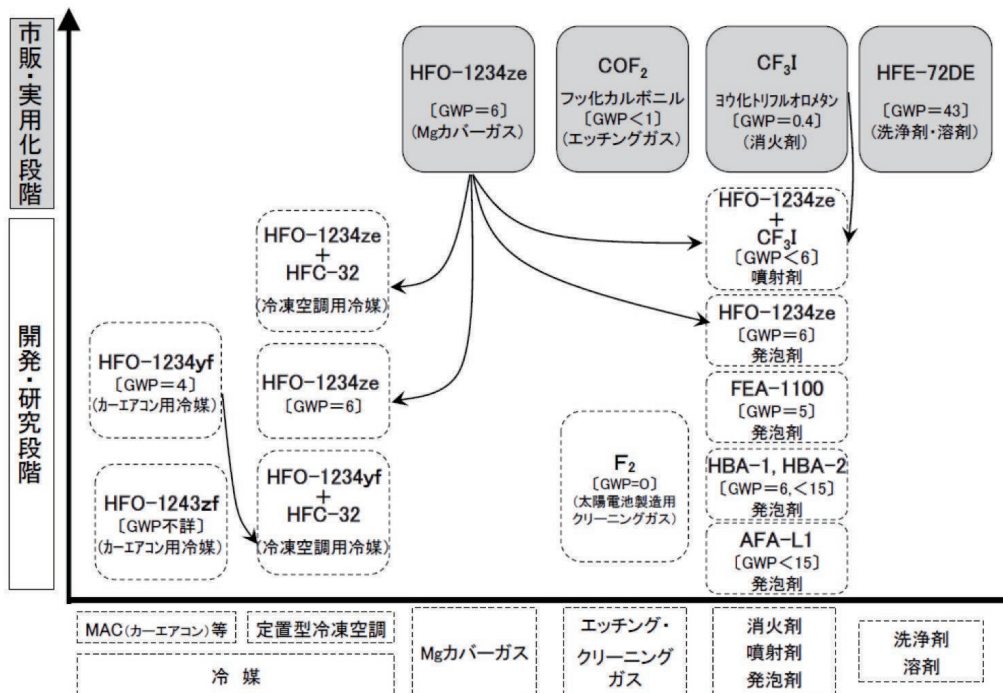 市販・実用化段階
開発・研究段階
HFO-1234ze
[GWP=6]
(Mgカバーガス)
COF₂
フッ化カルボニル
[GWP<1]
(エッチングガス)
CF₃I
ヨウ化トリフルオロメタン
[GWP=0.4]
(消火剤)
HFE-72DE
[GWP=43]
(洗浄剤・溶剤)
HFO-1234ze
+
HFC-32
(冷凍空調用冷媒)
HFO-1234ze
+
CF₃I
[GWP<6]
噴射剤
HFO-1234ze
[GWP=6]
発泡剤
HFO-1234yf
[GWP=4]
(カーエアコン用冷媒)
HFO-1234ze
[GWP=6]
FEA-1100
[GWP=5]
発泡剤
HFO-1243zf
[GWP不詳]
(カーエアコン用冷媒)
HFO-1234yf
+
HFC-32
(冷凍空調用冷媒)
F₂
[GWP=0]
(太陽電池製造用
クリーニングガス)
HBA-1, HBA-2
[GWP=6,<15]
発泡剤
AFA-L1
[GWP<15]
発泡剤
MAC(カーエアコン)等
定置型冷凍空調
冷 媒
Mgカバーガス
エッチング・
クリーニング
ガス
消火剤
噴射剤
発泡剤
洗浄剤
溶剤